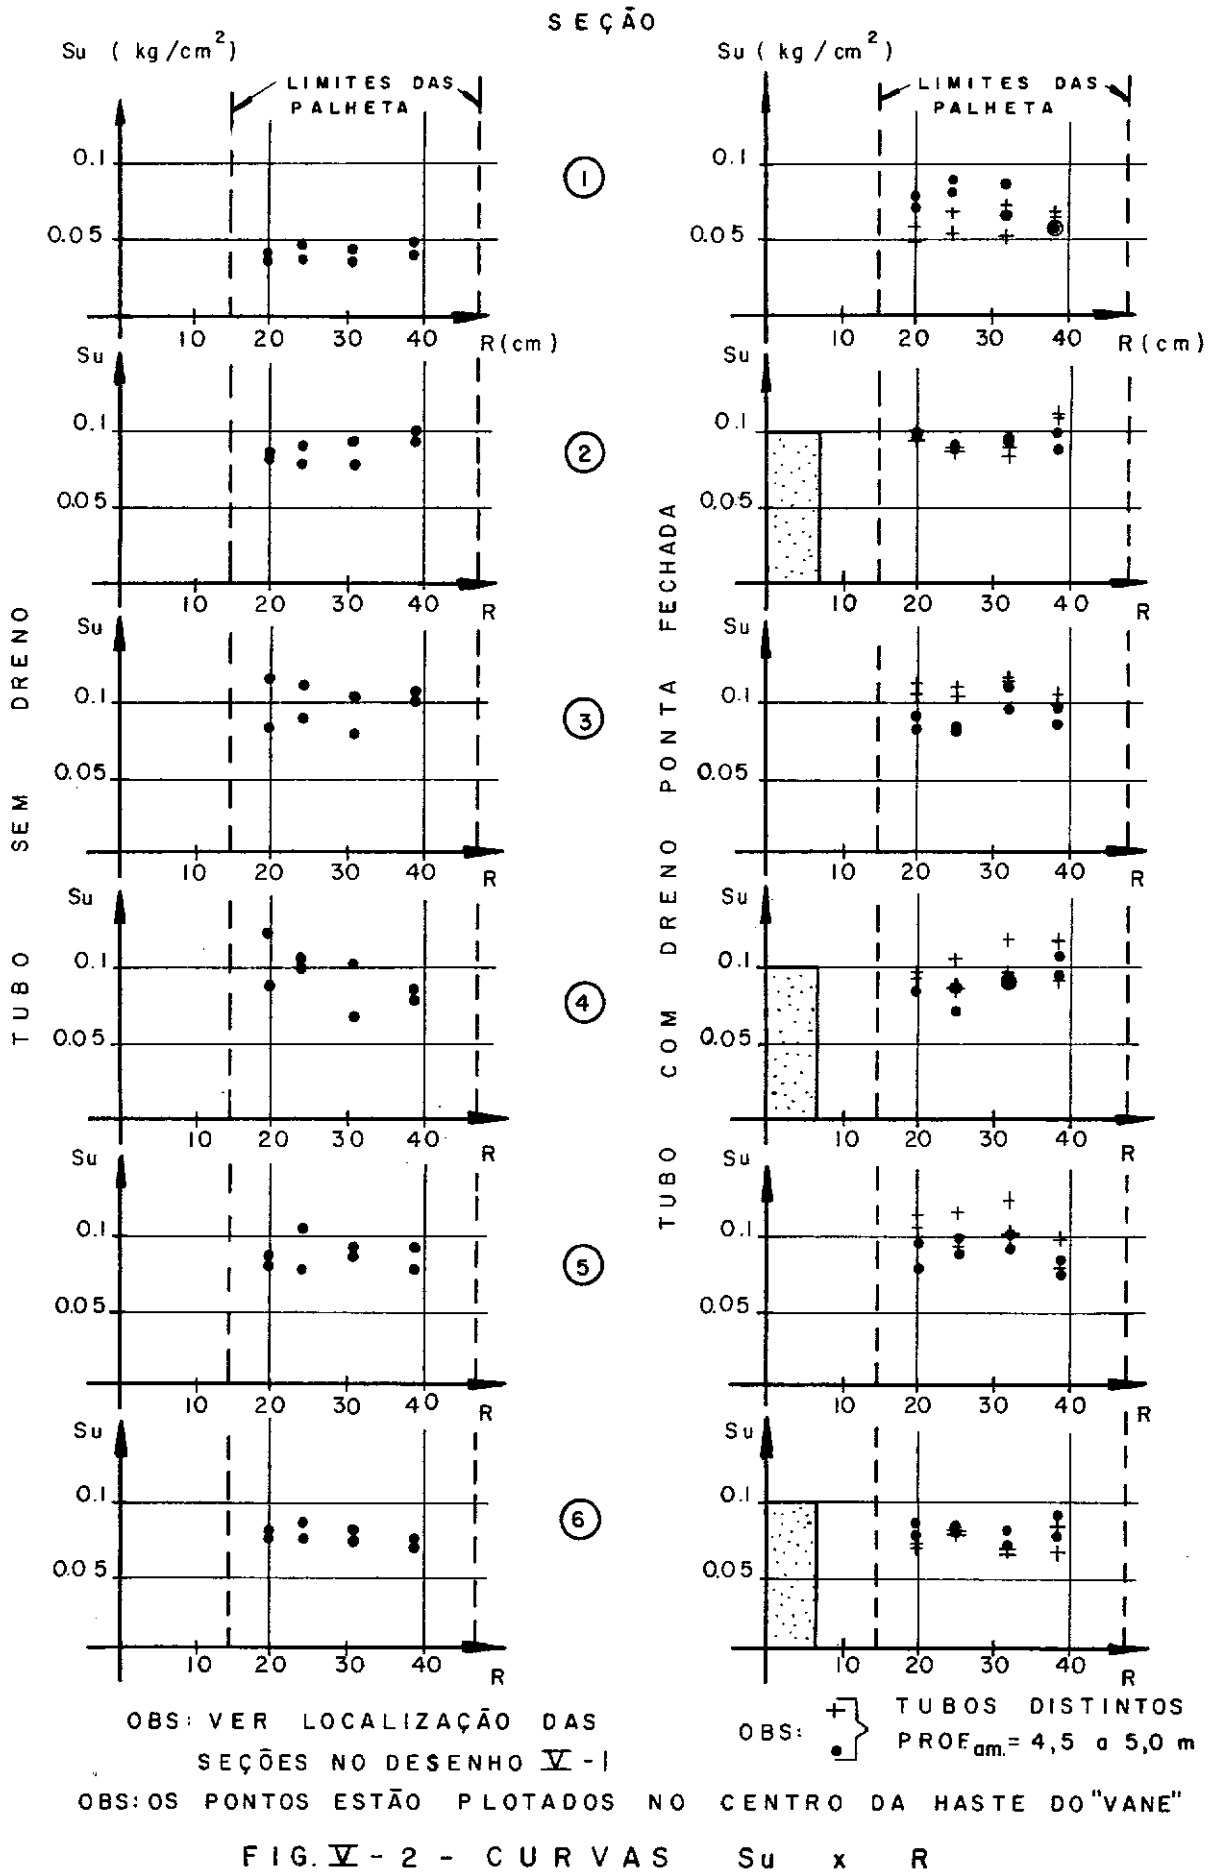 SEÇÃO
Su ( kg/cm²)
Su ( kg/cm²)
LIMITES DAS
PALHETA
LIMITES DAS
PALHETA
0.1
0.05
10 20 30 40 R(cm)
1
0.1
0.05
10 20 30 40 R(cm)
Su
0.1
0.05
10 20 30 40 R
2
Su
0.1
0.05
10 20 30 40 R
Su
0.1
0.05
10 20 30 40 R
3
Su
0.1
0.05
10 20 30 40 R
Su
0.1
0.05
10 20 30 40 R
4
Su
0.1
0.05
10 20 30 40 R
Su
0.1
0.05
10 20 30 40 R
5
Su
0.1
0.05
10 20 30 40 R
Su
0.1
0.05
10 20 30 40 R
6
Su
0.1
0.05
10 20 30 40 R
TUBO SEM DRENO
TUBO COM DRENO PONTA FECHADA
OBS: VER LOCALIZAÇÃO DAS
SEÇÕES NO DESENHO V-1
OBS: + • } TUBOS DISTINTOS
PROF.am.= 4,5 a 5,0 m
OBS: OS PONTOS ESTÃO PLOTADOS NO CENTRO DA HASTE DO "VANE"
FIG. V - 2 - CURVAS Su x R